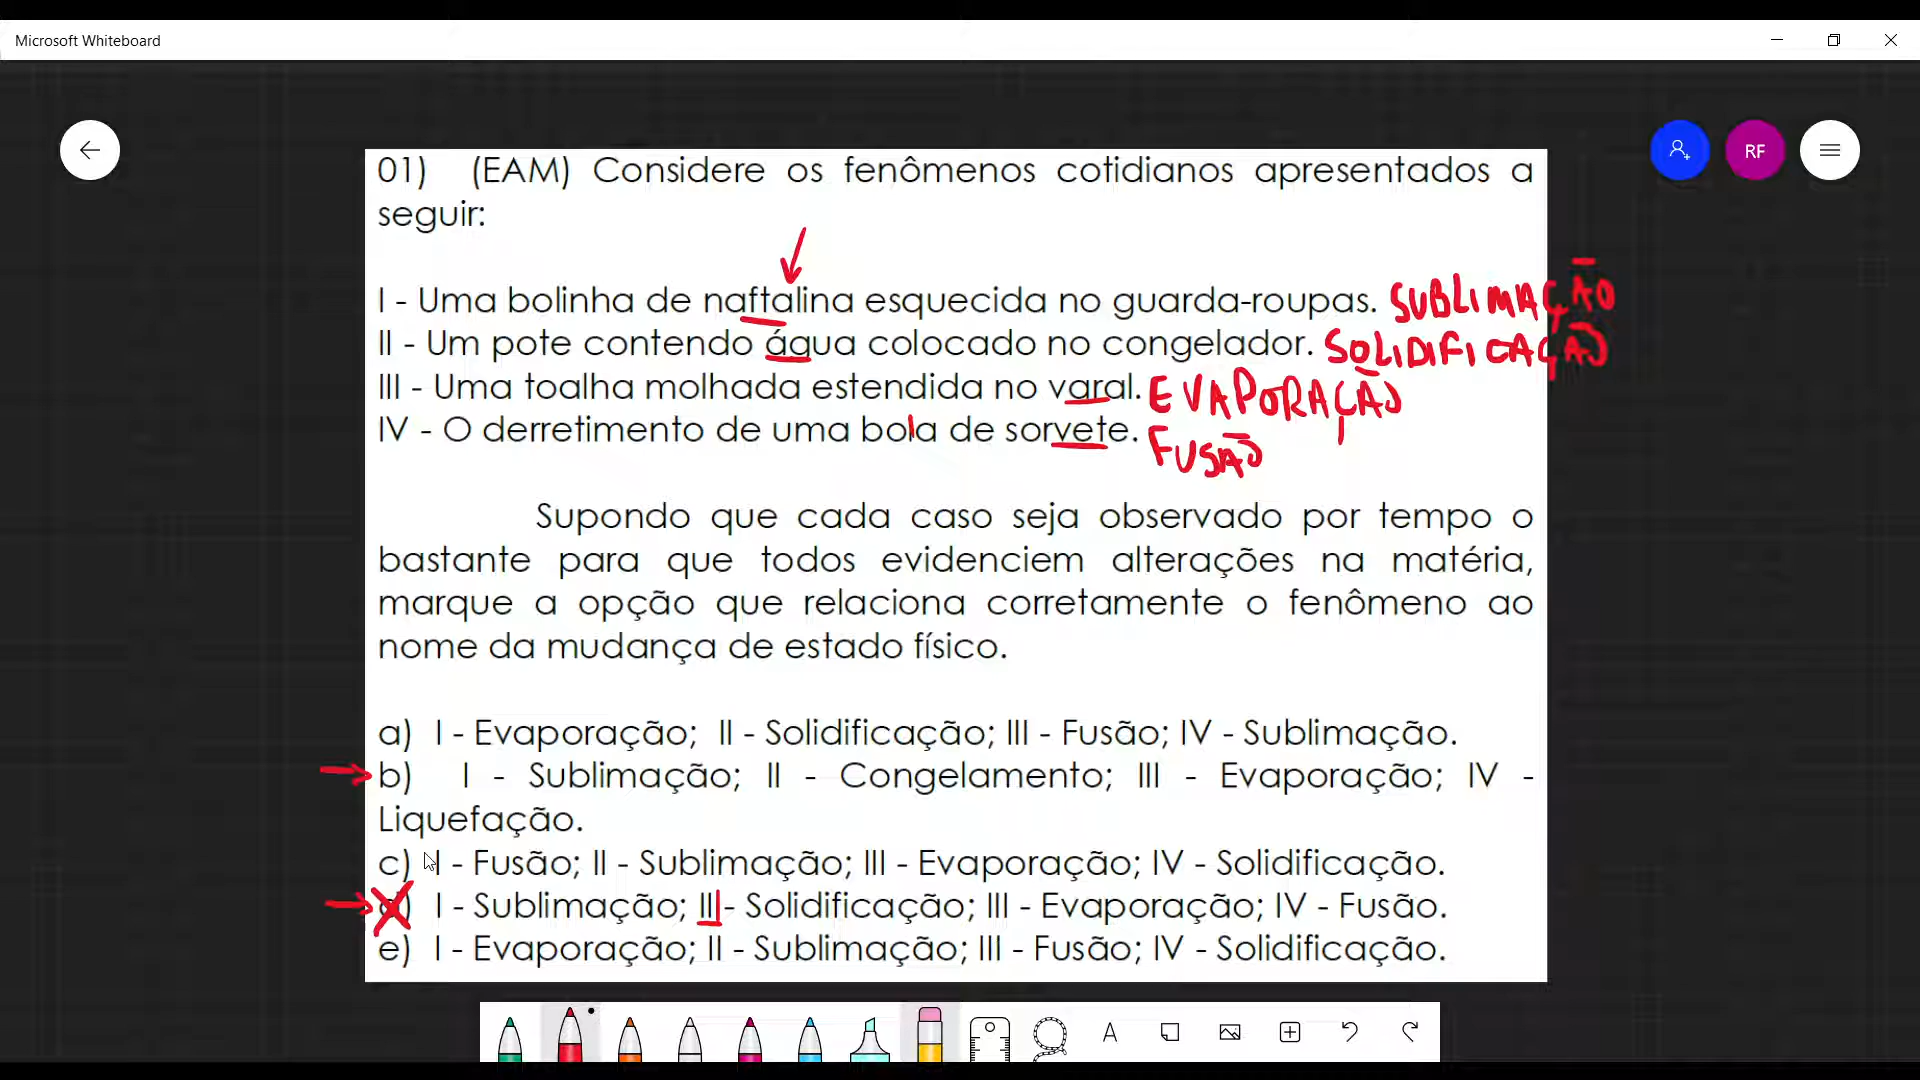 Microsoft Whiteboard
RF
01) (EAM) Considere os fenômenos cotidianos apresentados a
seguir:
I - Uma bolinha de naftalina esquecida no guarda-roupas. SUBLIMAÇÃO
II - Um pote contendo água colocado no congelador. SOLIDIFICAÇÃO
III - Uma toalha molhada estendida no varal. EVAPORAÇÃO
IV - O derretimento de uma bola de sorvete. FUSÃO
Supondo que cada caso seja observado por tempo o
bastante para que todos evidenciem alterações na matéria,
marque a opção que relaciona corretamente o fenômeno ao
nome da mudança de estado físico.
a) I - Evaporação; II - Solidificação; III - Fusão; IV - Sublimação.
b) I - Sublimação; II - Congelamento; III - Evaporação; IV -
Liquefação.
c) I - Fusão; II - Sublimação; III - Evaporação; IV - Solidificação.
d) I - Sublimação; II - Solidificação; III - Evaporação; IV - Fusão.
e) I - Evaporação; II - Sublimação; III - Fusão; IV - Solidificação.
A